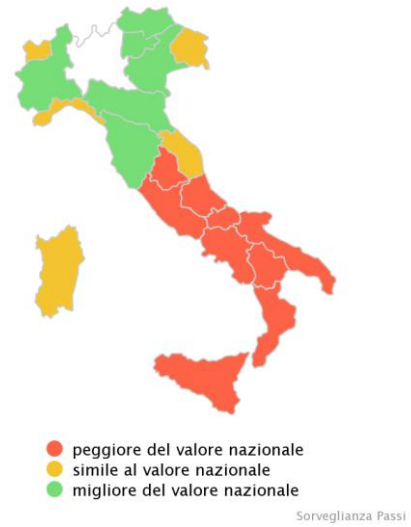 peggiore del valore nazionale
simile al valore nazionale
migliore del valore nazionale
Sorveglianza Passi